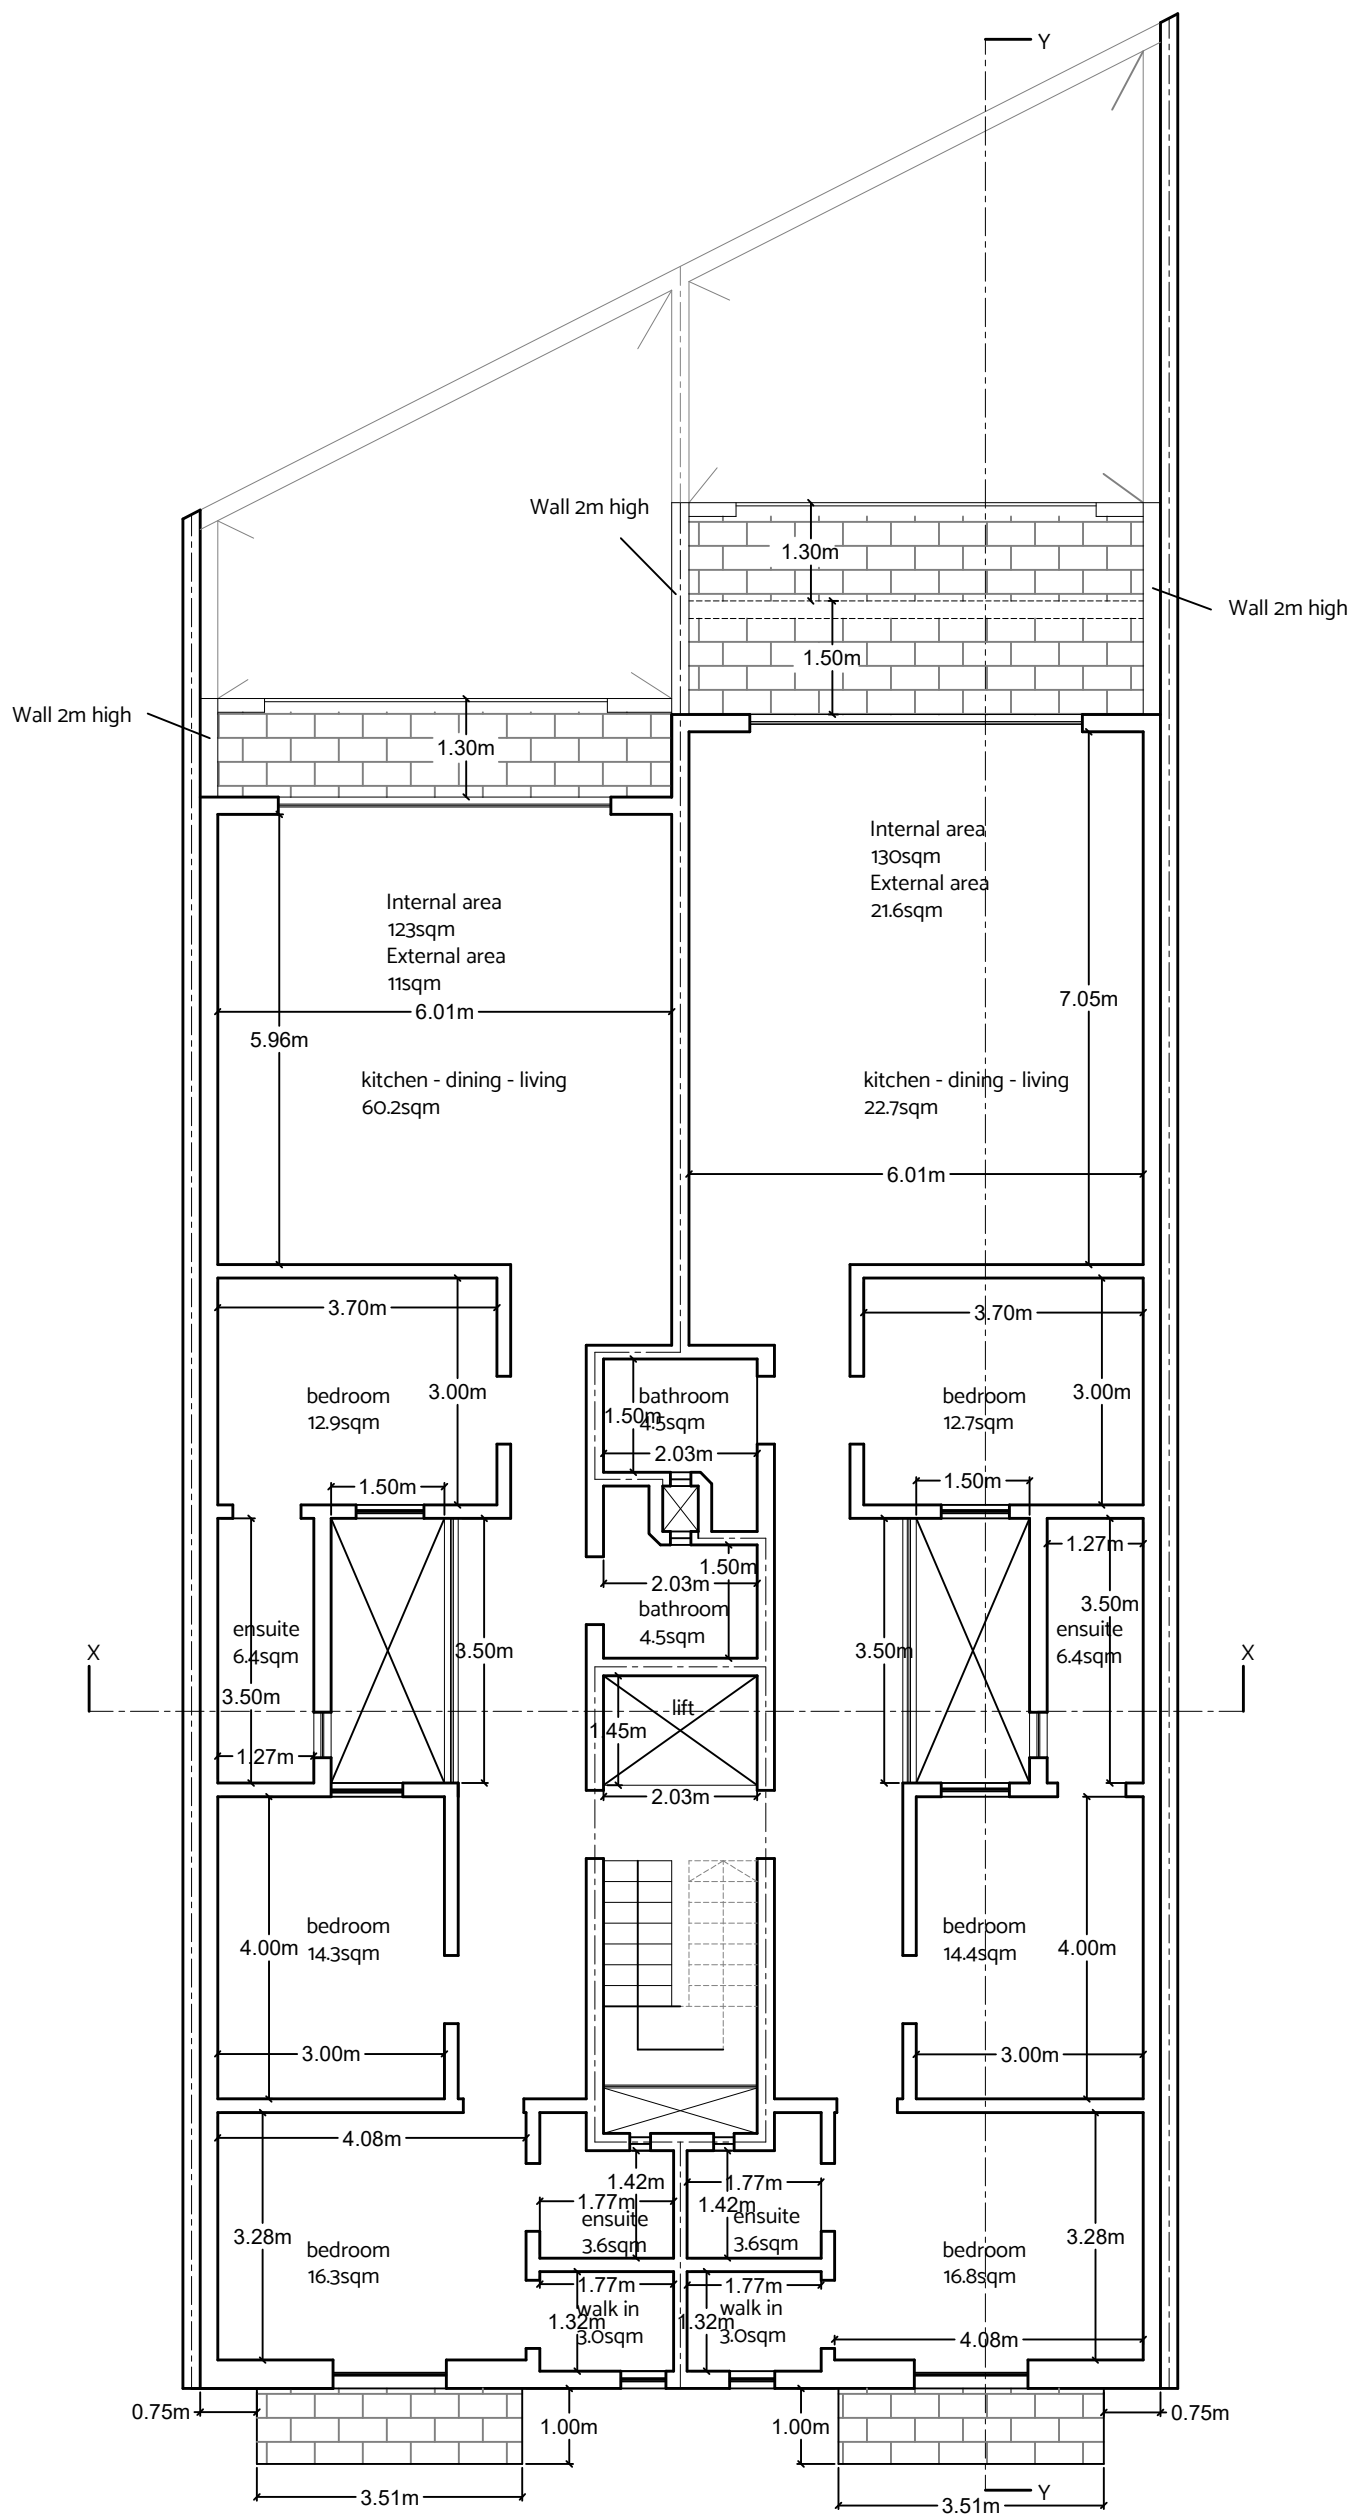 Y
Wall 2m high
1.30m
Wall 2m high
1.50m
Wall 2m high
1.30m
Internal area
130sqm
External area
21.6sqm
Internal area
123sqm
External area
11sqm
6.01m
7.05m
5.96m
kitchen - dining - living
60.2sqm
kitchen - dining - living
22.7sqm
6.01m
3.70m
3.70m
bedroom
12.9sqm
3.00m
bathroom
4.5sqm
1.50m
2.03m
bedroom
12.7sqm
3.00m
1.50m
1.50m
1.27m
1.50m
2.03m
bathroom
4.5sqm
3.50m
ensuite
6.4sqm
3.50m
3.50m
ensuite
6.4sqm
X
X
3.50m
lift
1.45m
1.27m
2.03m
bedroom
14.3sqm
4.00m
bedroom
14.4sqm
4.00m
3.00m
3.00m
4.08m
1.42m
1.77m
1.77m
1.42m
ensuite
3.6sqm
ensuite
3.6sqm
3.28m
bedroom
16.3sqm
bedroom
16.8sqm
3.28m
1.77m
1.77m
walk in
3.0sqm
1.32m
walk in
3.0sqm
1.32m
4.08m
0.75m
1.00m
1.00m
0.75m
3.51m
Y
3.51m